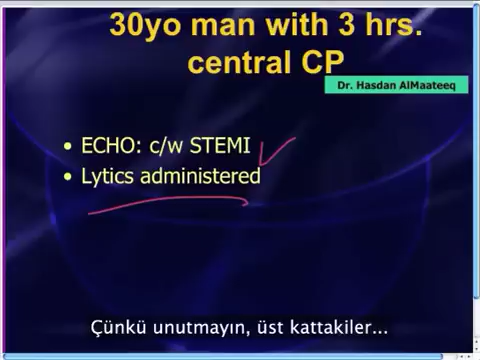 30yo man with 3 hrs.
central CP
Dr. Hasdan AlMaateeq
• ECHO: c/w STEMI
• Lytics administered
Çünkü unutmayın, üst kattakiler...